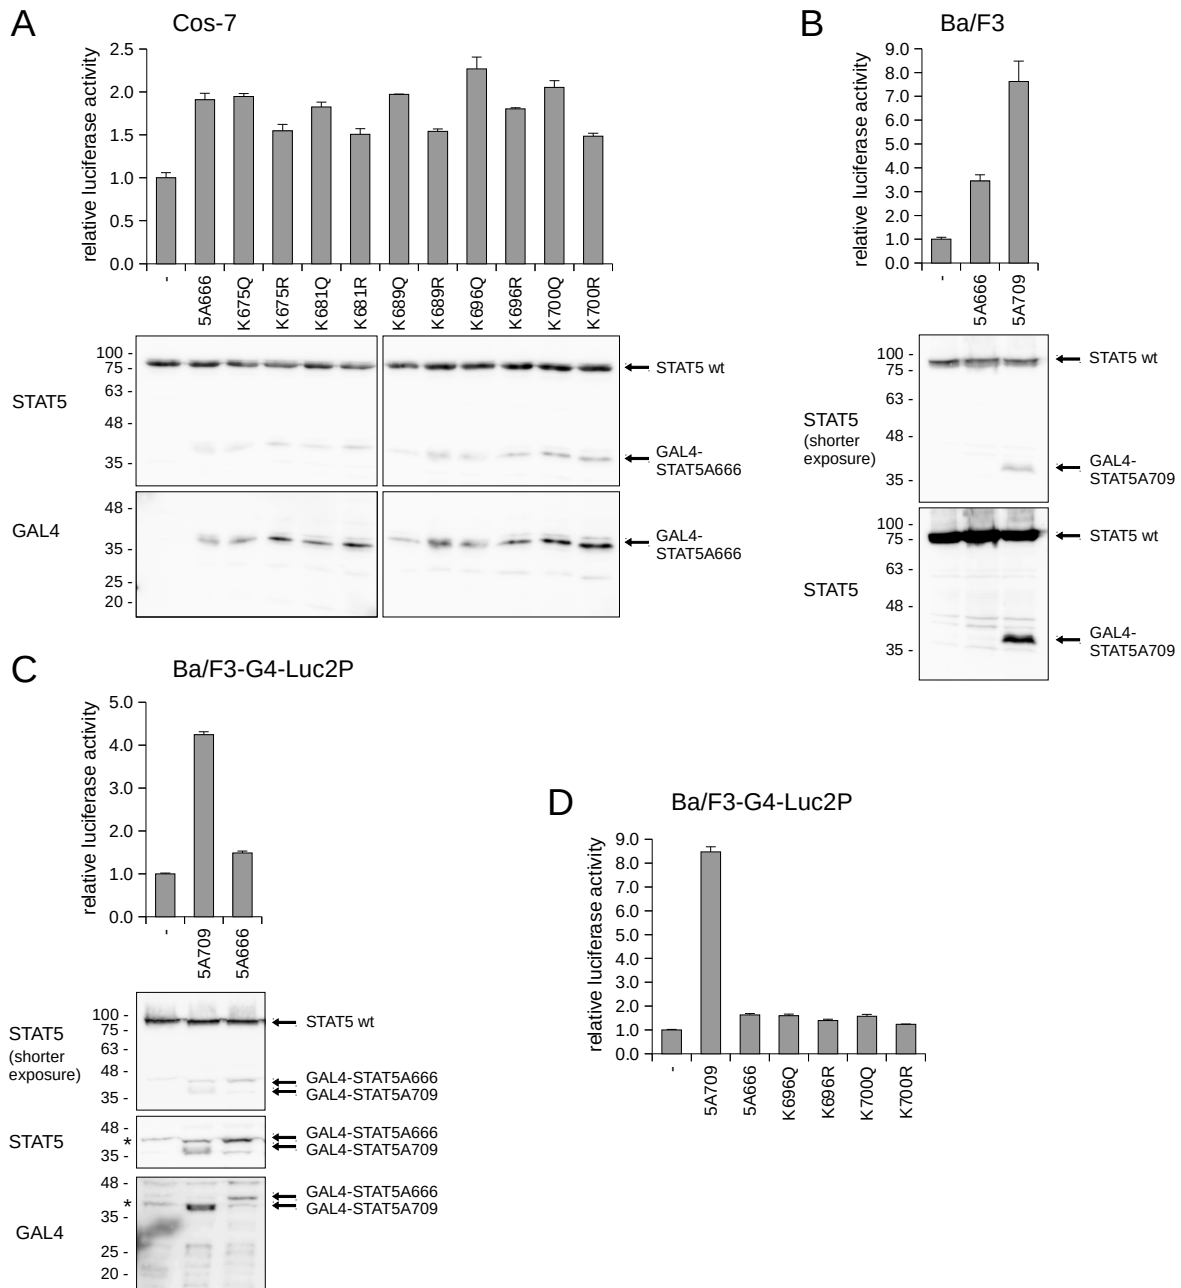 A
Cos-7
relative luciferase activity
2.5
2.0
1.5
1.0
0.5
0.0
-
5A666
K675Q
K675R
K681Q
K681R
K689Q
K689R
K696Q
K696R
K700Q
K700R
STAT5
100 -
75 -
63 -
48 -
35 -
STAT5 wt
GAL4-
STAT5A666
GAL4
48 -
35 -
25 -
20 -
GAL4-
STAT5A666
B
Ba/F3
relative luciferase activity
9.0
8.0
7.0
6.0
5.0
4.0
3.0
2.0
1.0
0.0
-
5A666
5A709
STAT5
(shorter
exposure)
100 -
75 -
63 -
48 -
35 -
STAT5 wt
GAL4-
STAT5A709
STAT5
100 -
75 -
63 -
48 -
35 -
STAT5 wt
GAL4-
STAT5A709
C
Ba/F3-G4-Luc2P
relative luciferase activity
5.0
4.0
3.0
2.0
1.0
0.0
-
5A709
5A666
STAT5
(shorter
exposure)
100 -
75 -
63 -
48 -
35 -
STAT5 wt
GAL4-STAT5A666
GAL4-STAT5A709
STAT5
48 -
*
35 -
GAL4-STAT5A666
GAL4-STAT5A709
GAL4
48 -
*
35 -
25 -
20 -
GAL4-STAT5A666
GAL4-STAT5A709
D
Ba/F3-G4-Luc2P
relative luciferase activity
9.0
8.0
7.0
6.0
5.0
4.0
3.0
2.0
1.0
0.0
-
5A709
5A666
K696Q
K696R
K700Q
K700R